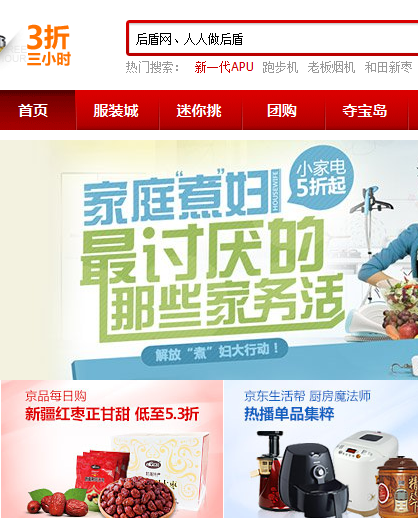 3折
三小时
后盾网、人人做后盾
热门搜索： 新一代APU 跑步机 老板烟机 和田新枣
首页 服装城 迷你挑 团购 夺宝岛
小家电
5折起
家庭“煮”妇
HOUSEWIFE
最讨厌的
那些家务活
解放“煮”妇大行动！
京品每日购
新疆红枣正甘甜 低至5.3折
京东生活帮 厨房魔法师
热播单品集粹